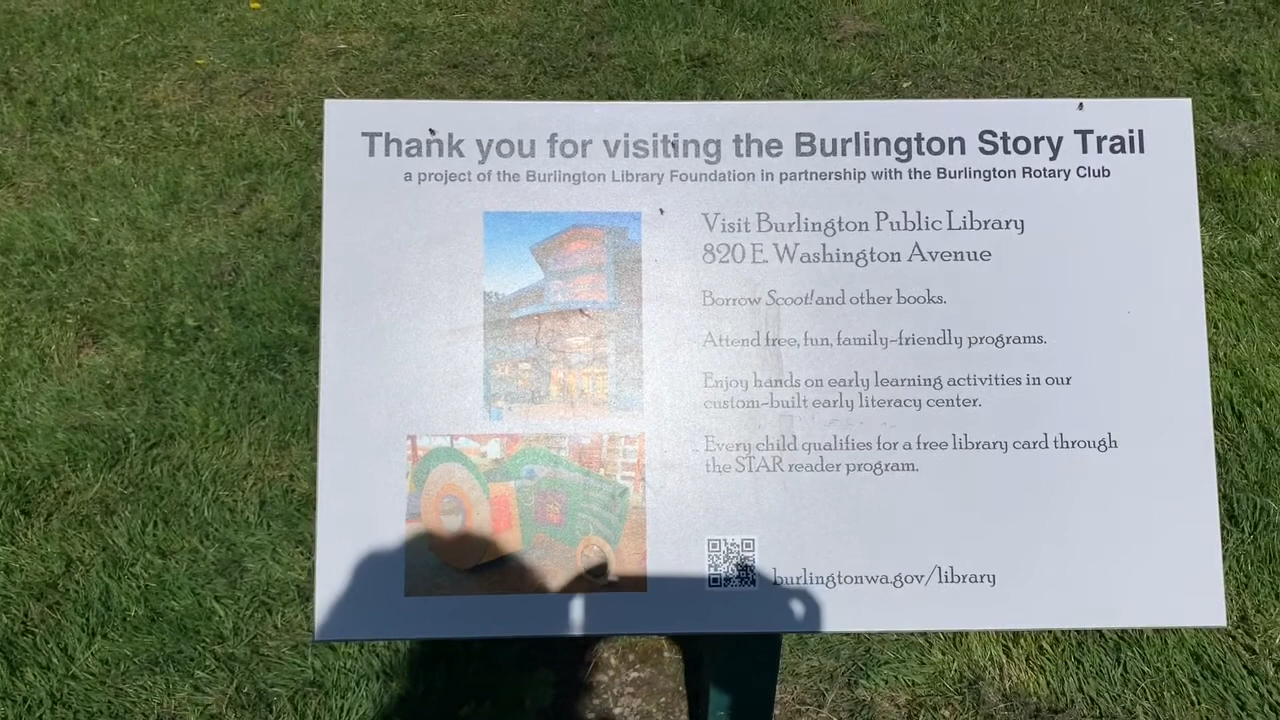 Thank you for visiting the Burlington Story Trail
a project of the Burlington Library Foundation in partnership with the Burlington Rotary Club
Visit Burlington Public Library
820 E. Washington Avenue
Borrow Scoot! and other books.
Attend free, fun, family-friendly programs.
Enjoy hands on early learning activities in our
custom-built early literacy center.
Every child qualifies for a free library card through
the STAR reader program.
burlingtonwa.gov/library